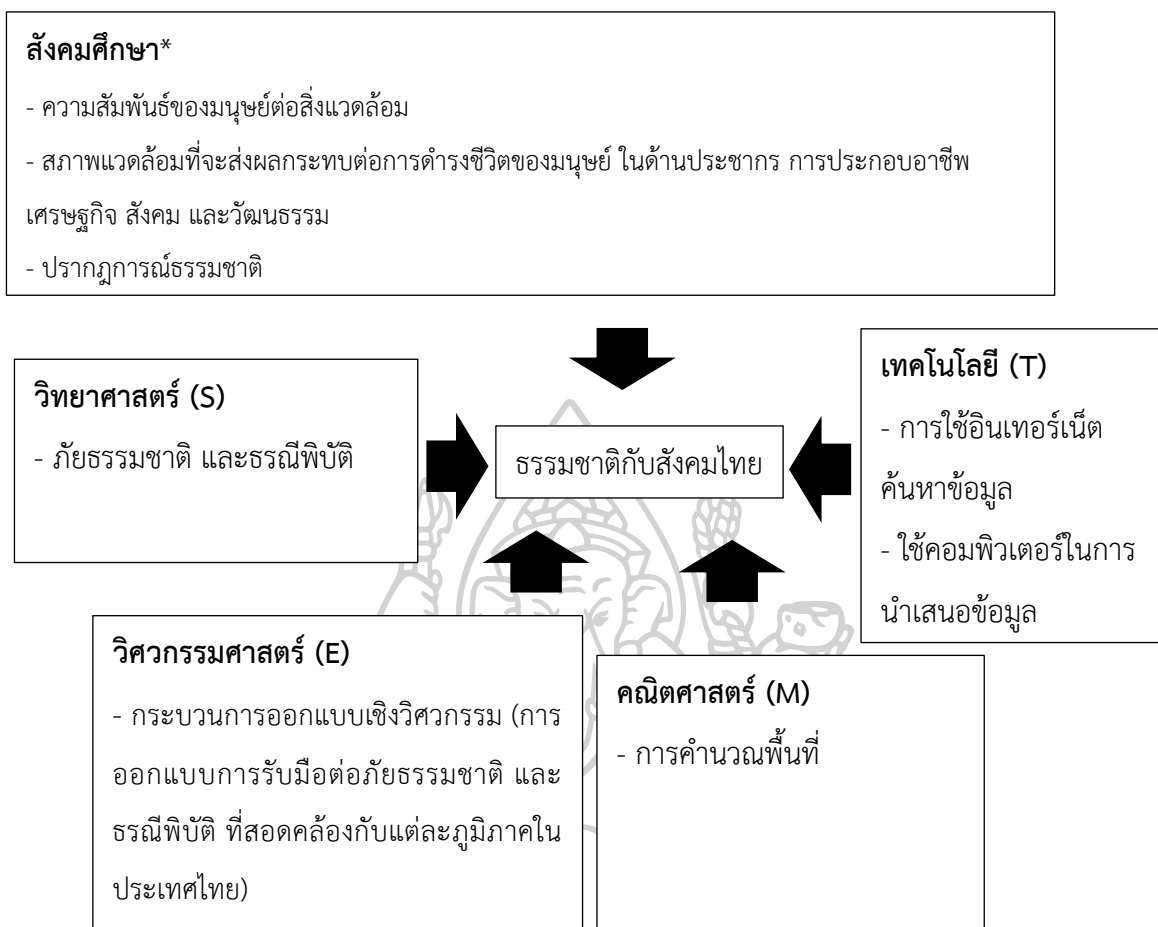 สังคมศึกษา*
- ความสัมพันธ์ของมนุษย์ต่อสิ่งแวดล้อม
- สภาพแวดล้อมที่จะส่งผลกระทบต่อการดำรงชีวิตของมนุษย์ ในด้านประชากร การประกอบอาชีพ
เศรษฐกิจ สังคม และวัฒนธรรม
- ปรากฏการณ์ธรรมชาติ
วิทยาศาสตร์ (S)
- ภัยธรรมชาติ และธรณีพิบัติ
ธรรมชาติกับสังคมไทย
เทคโนโลยี (T)
- การใช้อินเทอร์เน็ต
ค้นหาข้อมูล
- ใช้คอมพิวเตอร์ในการ
นำเสนอข้อมูล
วิศวกรรมศาสตร์ (E)
- กระบวนการออกแบบเชิงวิศวกรรม (การ
ออกแบบการรับมือต่อภัยธรรมชาติ และ
ธรณีพิบัติ ที่สอดคล้องกับแต่ละภูมิภาคใน
ประเทศไทย)
คณิตศาสตร์ (M)
- การคำนวณพื้นที่